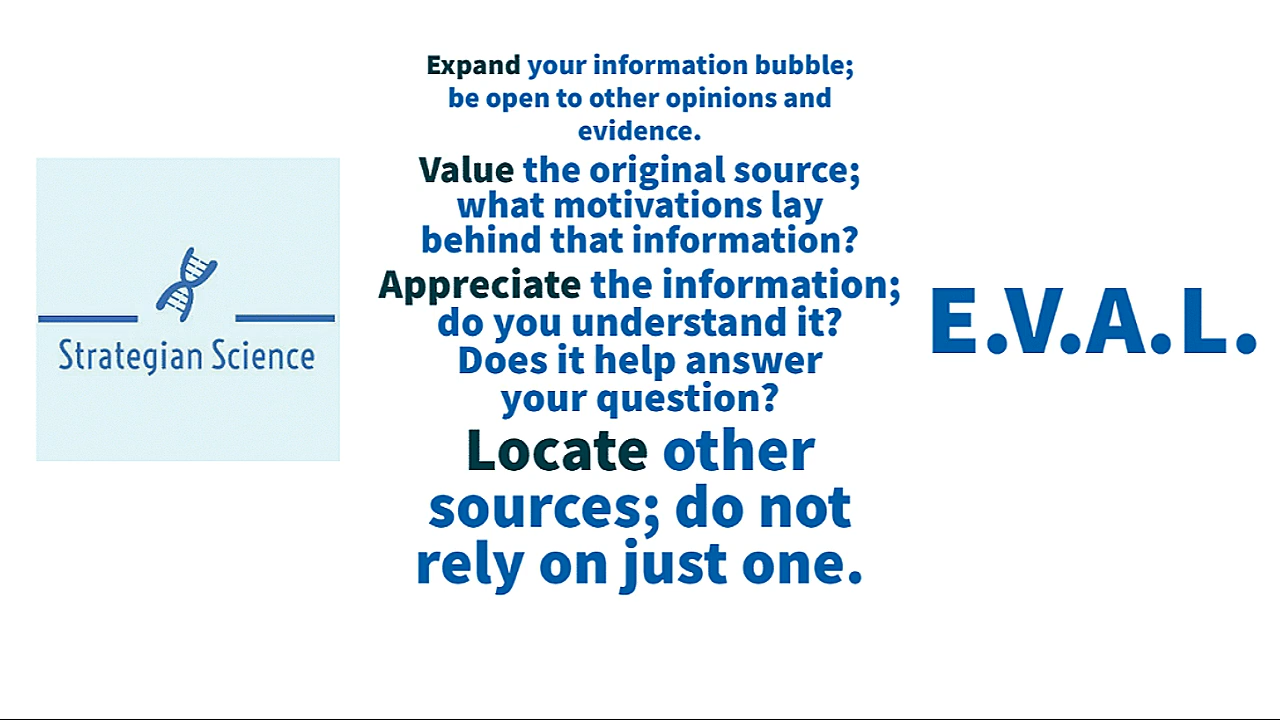 Expand your information bubble;
be open to other opinions and
evidence.
Value the original source;
what motivations lay
behind that information?
Appreciate the information;
do you understand it?
Does it help answer
your question?
Locate other
sources; do not
rely on just one.
Strategian Science
E.V.A.L.